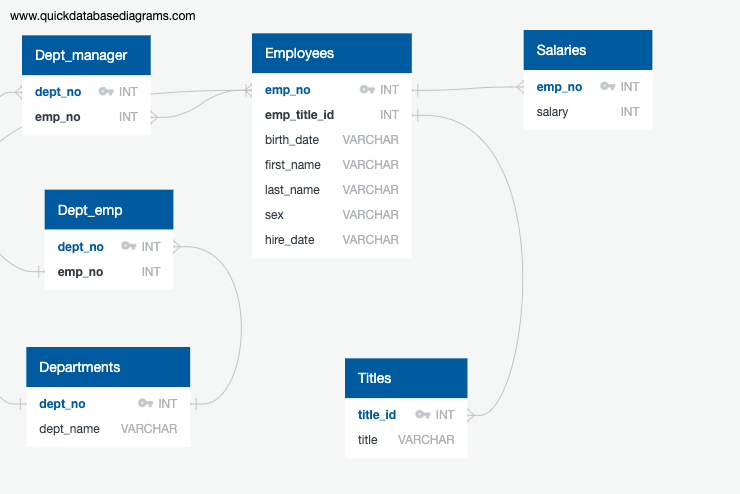 www.quickdatabasediagrams.com
Dept_manager
dept_no INT
emp_no INT
Employees
emp_no INT
emp_title_id INT
birth_date VARCHAR
first_name VARCHAR
last_name VARCHAR
sex VARCHAR
hire_date VARCHAR
Salaries
emp_no INT
salary INT
Dept_emp
dept_no INT
emp_no INT
Departments
dept_no INT
dept_name VARCHAR
Titles
title_id INT
title VARCHAR